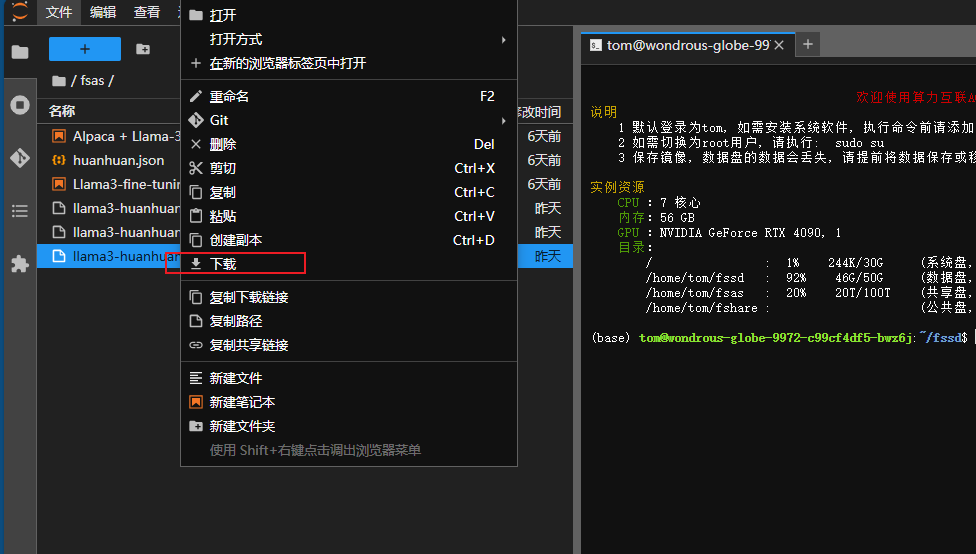 文件 编辑 查看
/ fsas /
名称 修改时间
Alpaca + Llama-3 6天前
huanhuan.json 6天前
Llama3-fine-tunin 6天前
llama3-huanhuan 昨天
llama3-huanhuan 昨天
llama3-huanhuan 昨天
打开
打开方式
在新的浏览器标签页中打开
重命名 F2
Git
删除 Del
剪切 Ctrl+X
复制 Ctrl+C
粘贴 Ctrl+V
创建副本 Ctrl+D
下载
复制下载链接
复制路径
复制共享链接
新建文件
新建笔记本
新建文件夹
使用 Shift+右键点击调出浏览器菜单
tom@wondrous-globe-997
欢迎使用算力互联A
说明
1 默认登录为tom, 如需安装系统软件, 执行命令前请添加
2 如需切换为root用户, 请执行: sudo su
3 保存镜像, 数据盘的数据会丢失, 请提前将数据保存或移
实例资源
CPU : 7 核心
内存: 56 GB
GPU : NVIDIA GeForce RTX 4090, 1
目录:
/ : 1% 244K/30G (系统盘,
/home/tom/fssd : 92% 46G/50G (数据盘,
/home/tom/fsas : 20% 20T/100T (共享盘,
/home/tom/fshare : (公共盘,
(base) tom@wondrous-globe-9972-c99cf4df5-bwz6j:~/fssd$